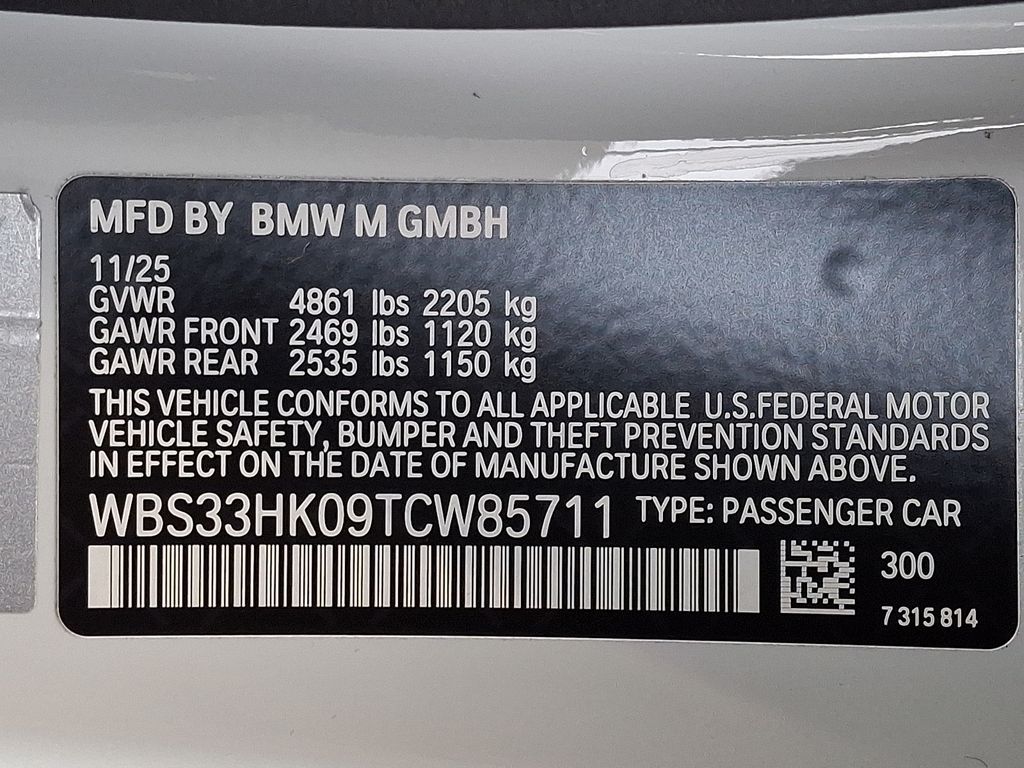 MFD BY BMW M GMBH
11/25
GVWR 4861 lbs 2205 kg
GAWR FRONT 2469 lbs 1120 kg
GAWR REAR 2535 lbs 1150 kg
THIS VEHICLE CONFORMS TO ALL APPLICABLE U.S.FEDERAL MOTOR
VEHICLE SAFETY, BUMPER AND THEFT PREVENTION STANDARDS
IN EFFECT ON THE DATE OF MANUFACTURE SHOWN ABOVE.
WBS33HK09TCW85711 TYPE: PASSENGER CAR
300
7 315 814